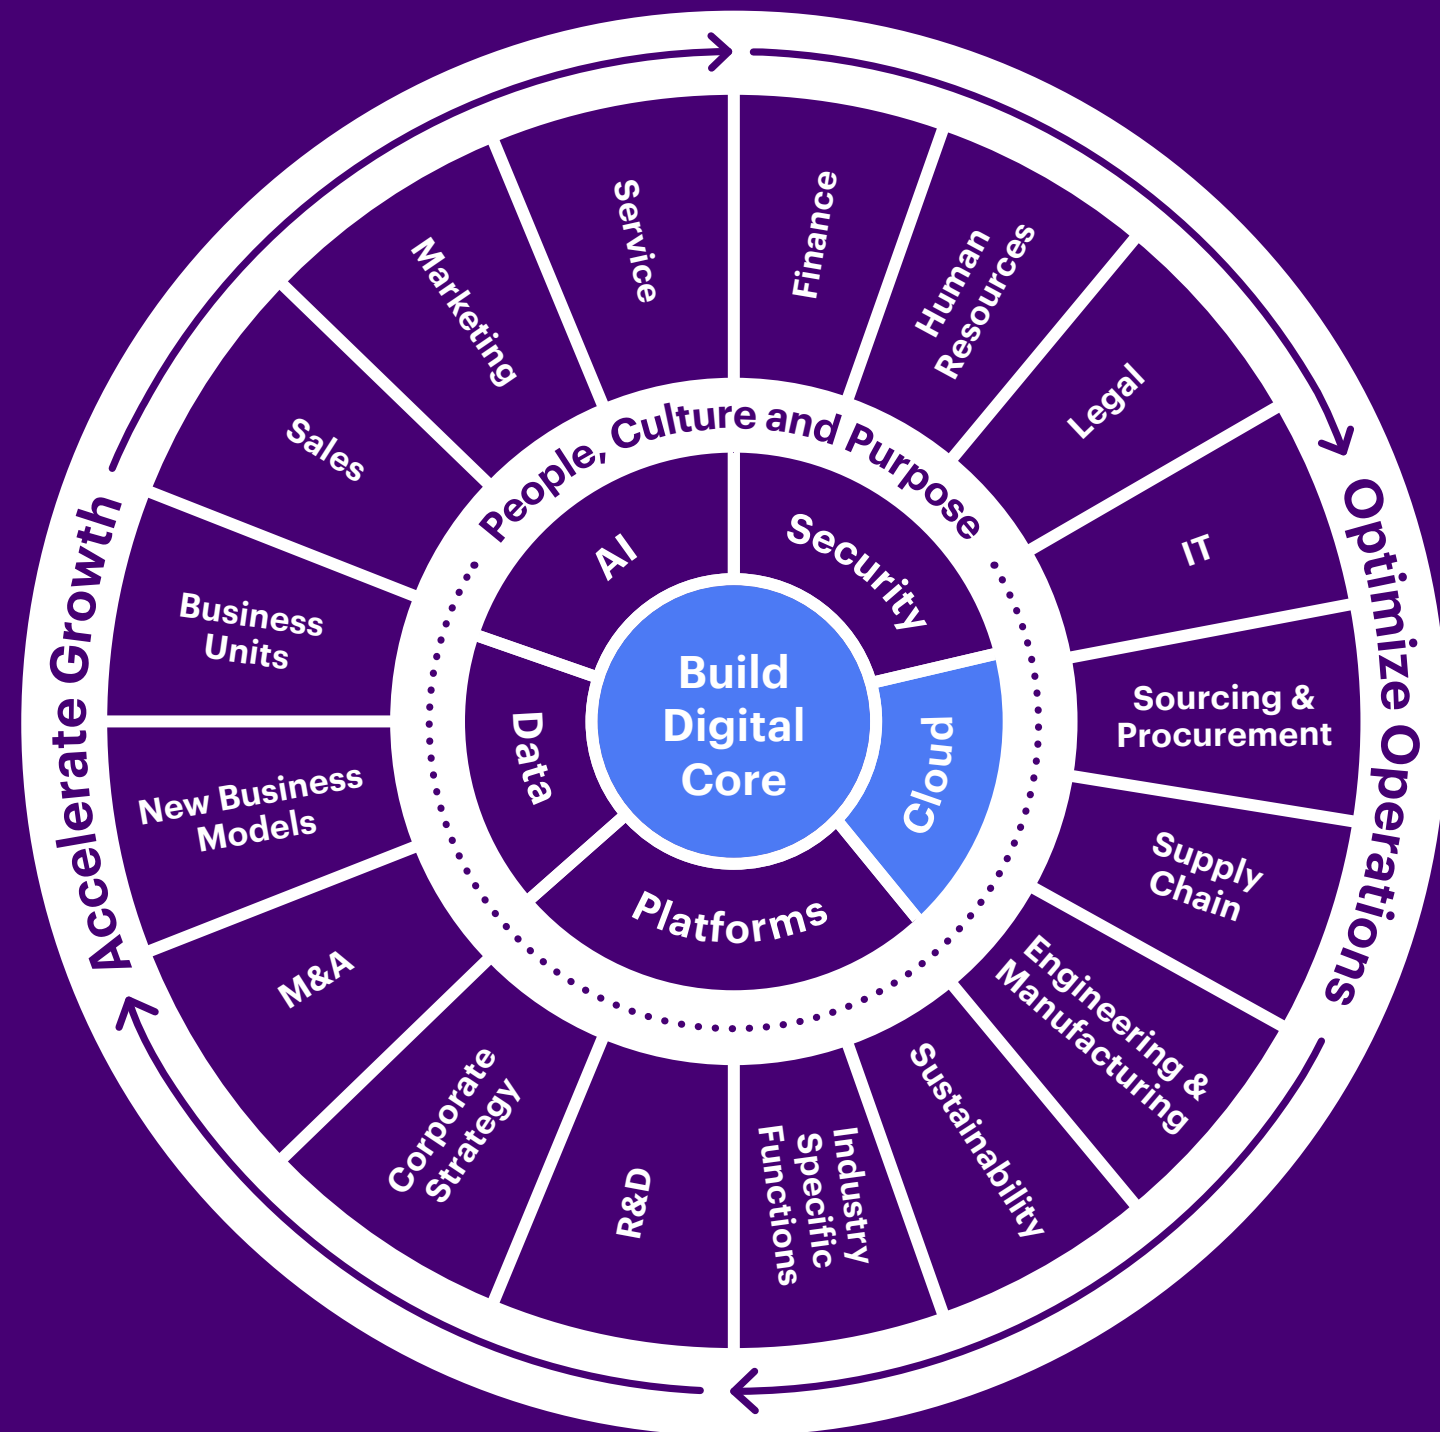 Accelerate Growth
Optimize Operations
Service
Finance
Human
Resources
Legal
IT
Sourcing &
Procurement
Supply
Chain
Engineering &
Manufacturing
Sustainability
Industry
Specific
Functions
R&D
Corporate
Strategy
M&A
New Business
Models
Business
Units
Sales
Marketing
People, Culture and Purpose
AI
Security
Cloud
Platforms
Data
Build
Digital
Core